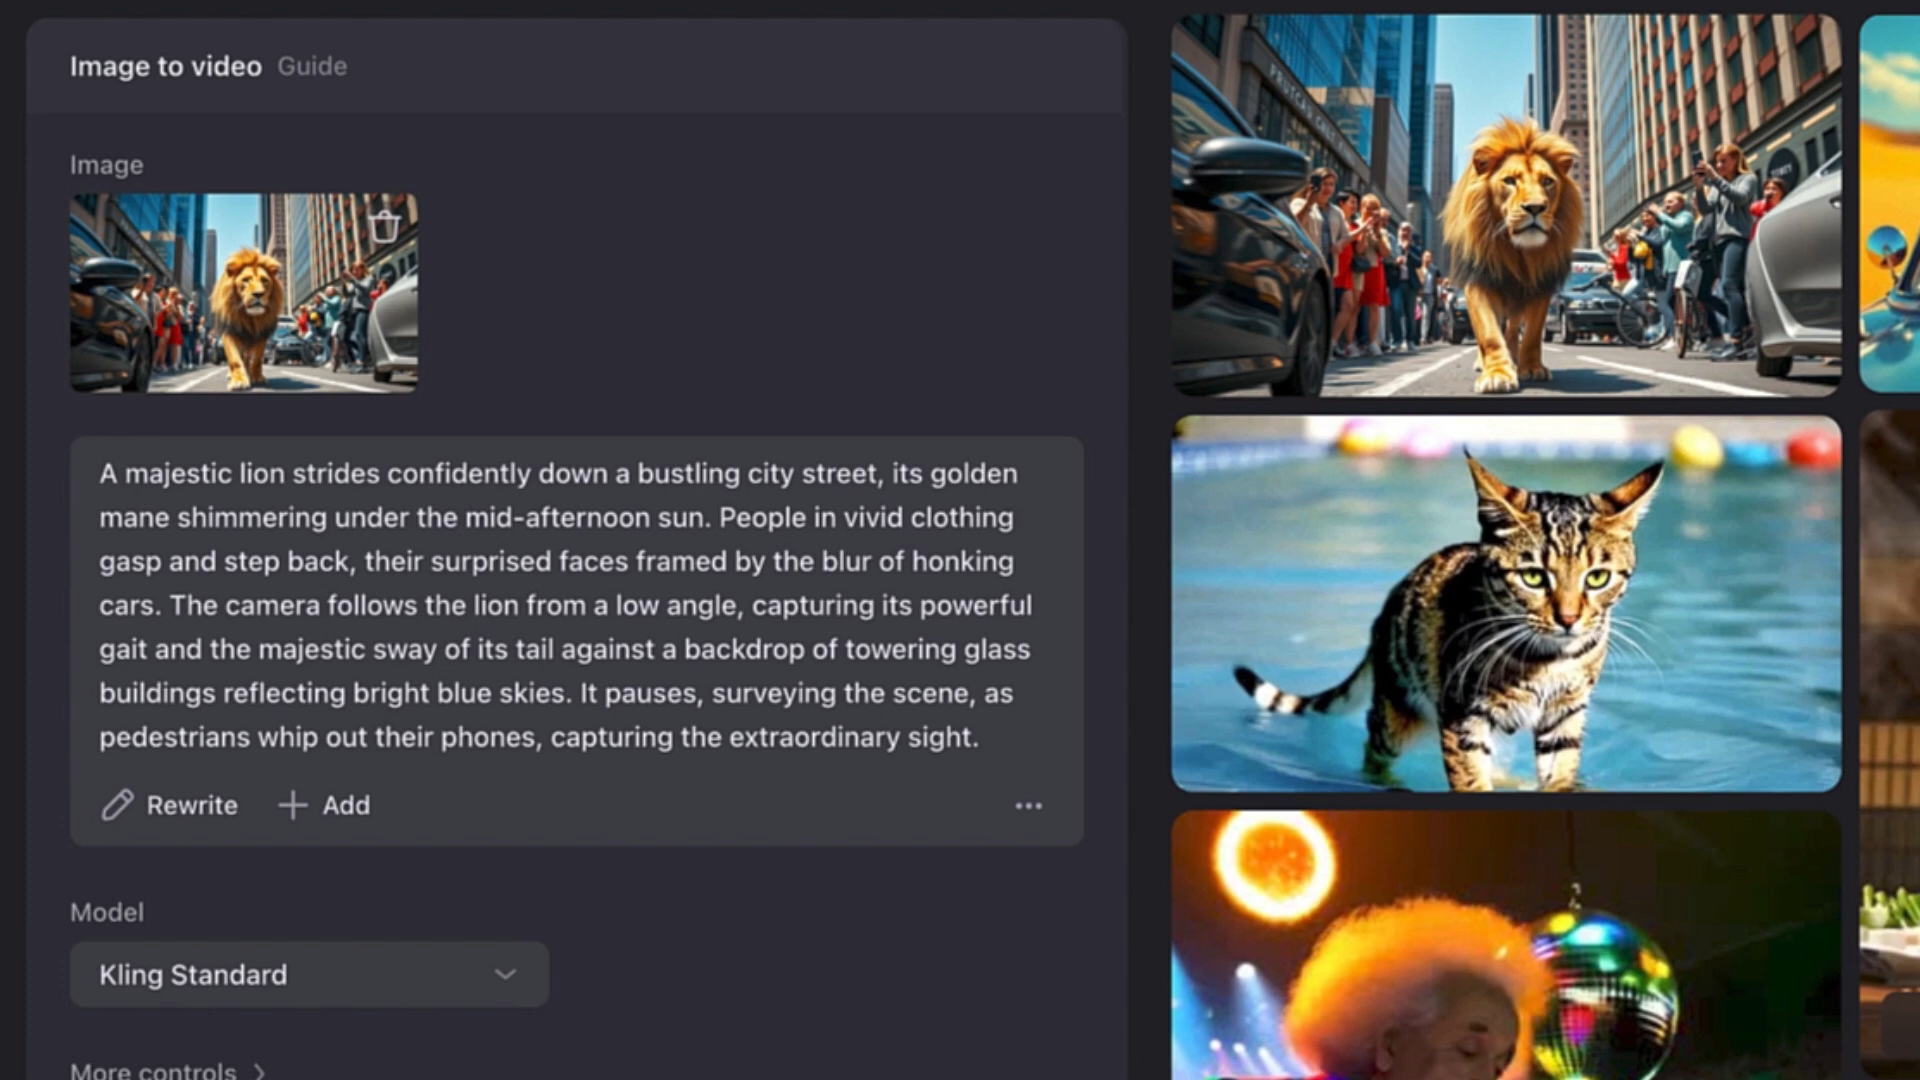 Image to video Guide
Image
A majestic lion strides confidently down a bustling city street, its golden
mane shimmering under the mid-afternoon sun. People in vivid clothing
gasp and step back, their surprised faces framed by the blur of honking
cars. The camera follows the lion from a low angle, capturing its powerful
gait and the majestic sway of its tail against a backdrop of towering glass
buildings reflecting bright blue skies. It pauses, surveying the scene, as
pedestrians whip out their phones, capturing the extraordinary sight.
Rewrite Add
Model
Kling Standard
More controls